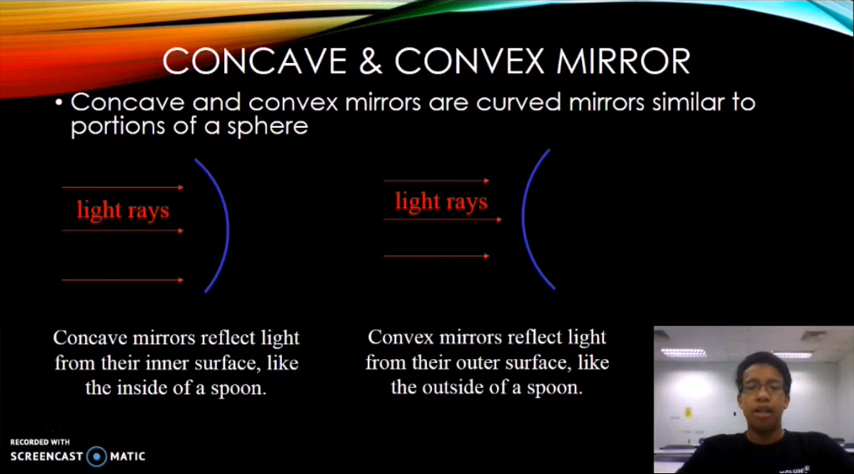 CONCAVE & CONVEX MIRROR
• Concave and convex mirrors are curved mirrors similar to
portions of a sphere
light rays
light rays
Concave mirrors reflect light
from their inner surface, like
the inside of a spoon.
Convex mirrors reflect light
from their outer surface, like
the outside of a spoon.
RECORDED WITH
SCREENCAST MATIC